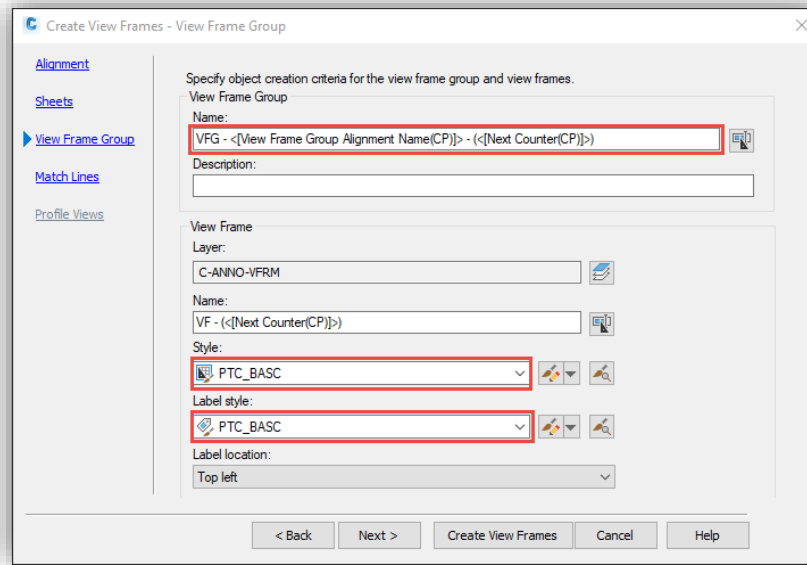 Create View Frames - View Frame Group
Alignment
Sheets
View Frame Group
Match Lines
Profile Views
Specify object creation criteria for the view frame group and view frames.
View Frame Group
Name:
VFG - <[View Frame Group Alignment Name(CP)]> - (<[Next Counter(CP)]>)
Description:
View Frame
Layer:
C-ANNO-VFRM
Name:
VF - (<[Next Counter(CP)]>)
Style:
PTC_BASC
Label style:
PTC_BASC
Label location:
Top left
< Back Next > Create View Frames Cancel Help